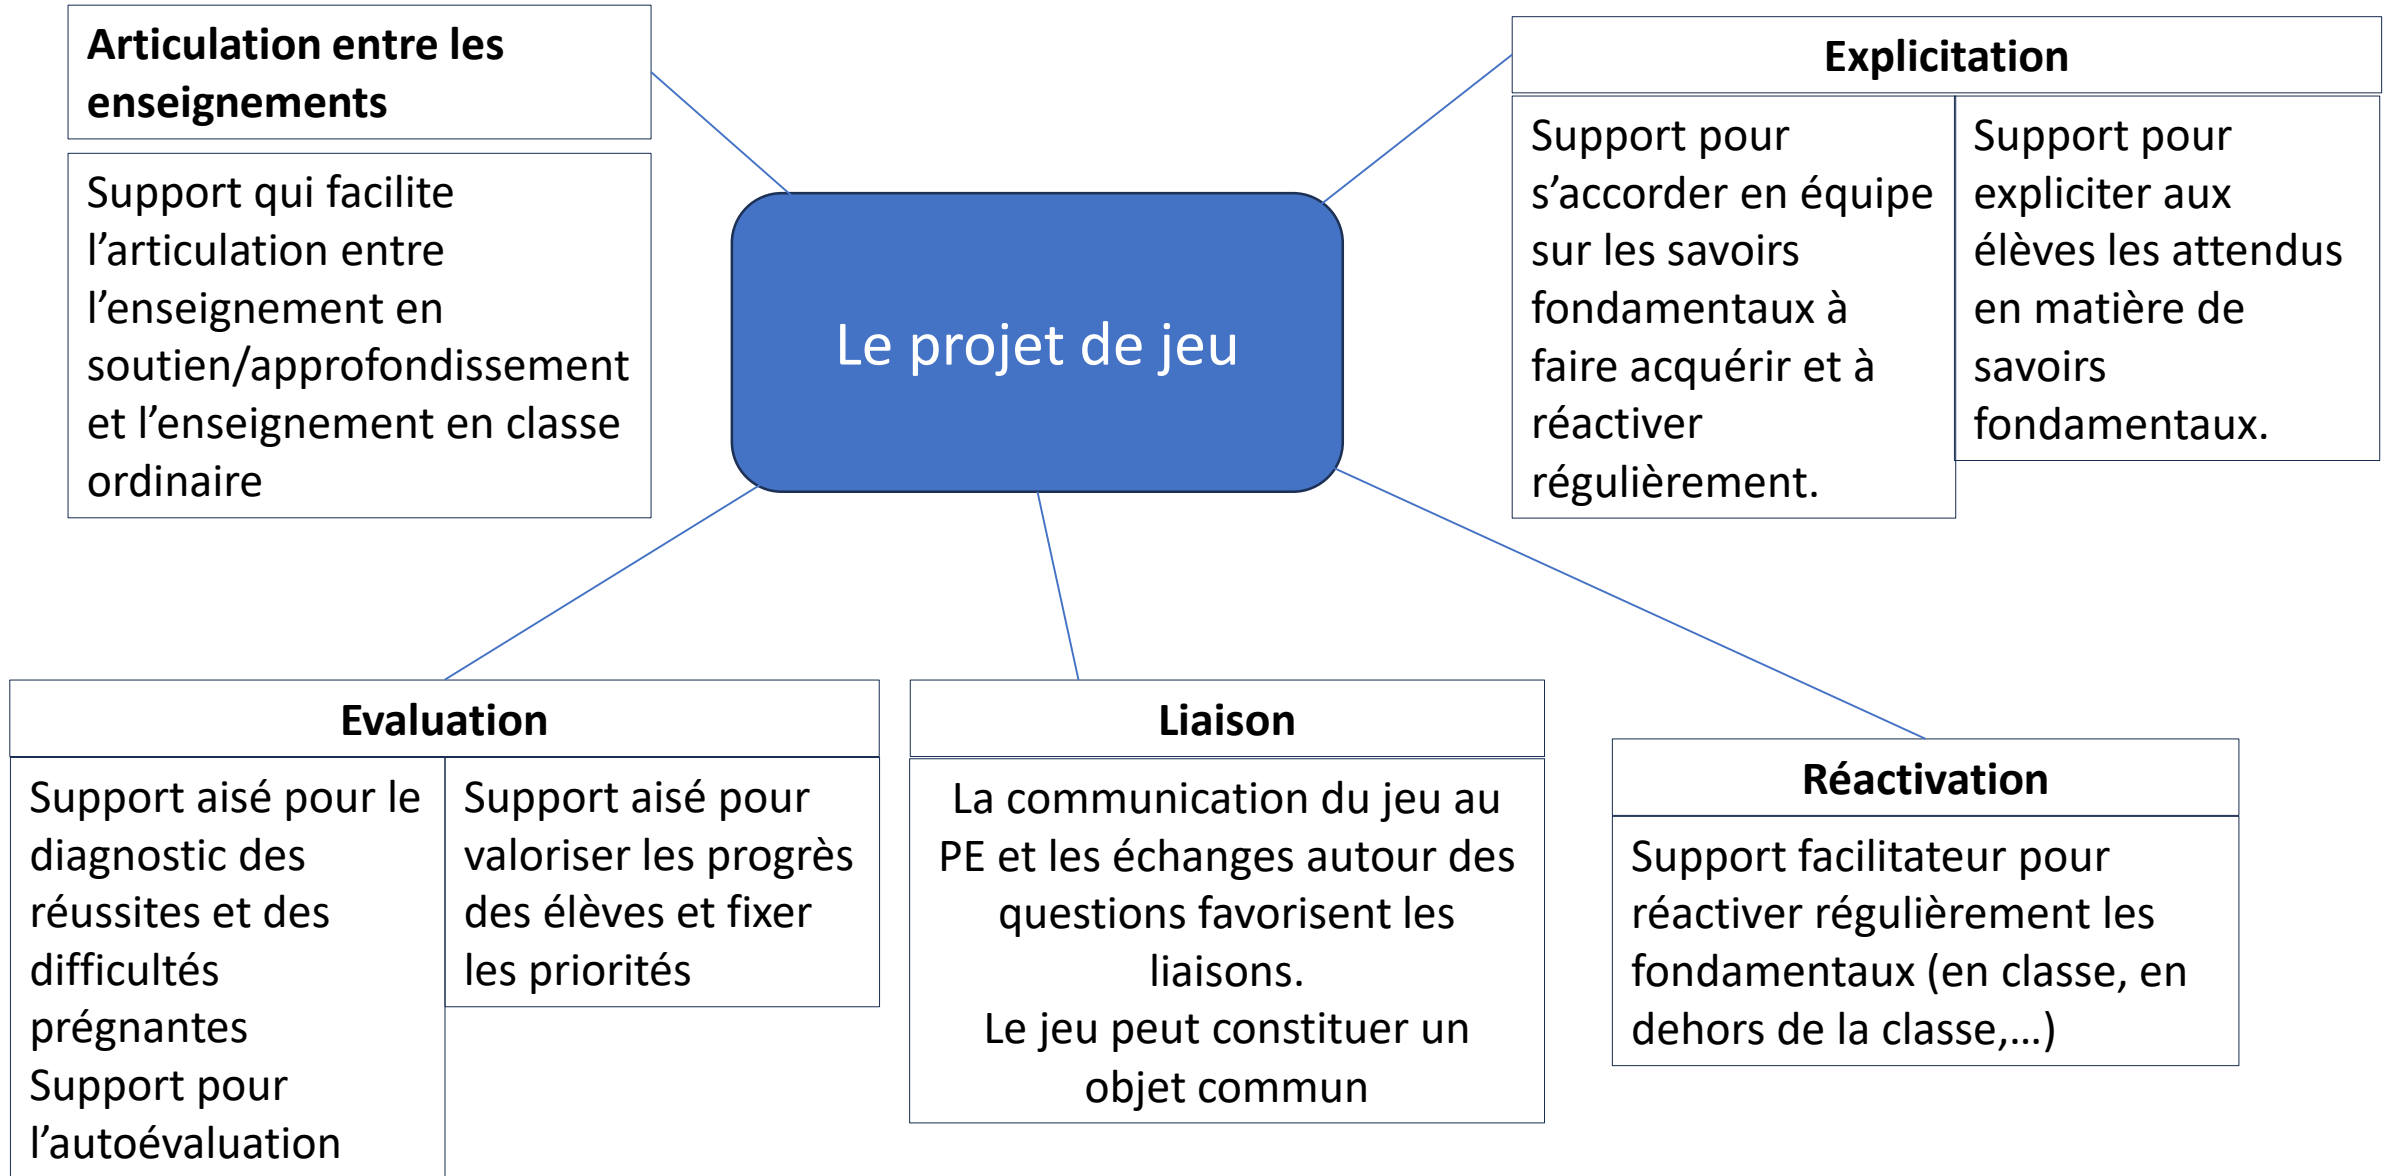 Articulation entre les
enseignements
Support qui facilite
l’articulation entre
l’enseignement en
soutien/approfondissement
et l’enseignement en classe
ordinaire
Le projet de jeu
Explicitation
Support pour
s’accorder en équipe
sur les savoirs
fondamentaux à
faire acquérir et à
réactiver
régulièrement.
Support pour
expliciter aux
élèves les attendus
en matière de
savoirs
fondamentaux.
Evaluation
Support aisé pour le
diagnostic des
réussites et des
difficultés
prégnantes
Support pour
l’autoévaluation
Support aisé pour
valoriser les progrès
des élèves et fixer
les priorités
Liaison
La communication du jeu au
PE et les échanges autour des
questions favorisent les
liaisons.
Le jeu peut constituer un
objet commun
Réactivation
Support facilitateur pour
réactiver régulièrement les
fondamentaux (en classe, en
dehors de la classe,…)